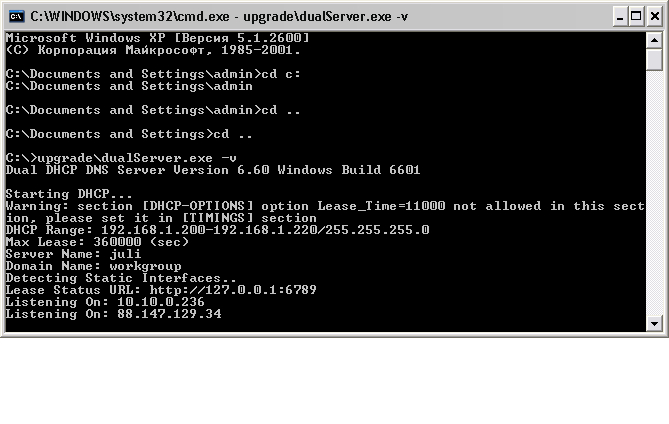 C:\WINDOWS\system32\cmd.exe - upgrade\dualServer.exe -v
Microsoft Windows XP [Версия 5.1.2600]
(C) Корпорация Майкрософт, 1985-2001.
C:\Documents and Settings\admin>cd c:
C:\Documents and Settings\admin
C:\Documents and Settings\admin>cd ..
C:\Documents and Settings>cd ..
C:\>upgrade\dualServer.exe -v
Dual DHCP DNS Server Version 6.60 Windows Build 6601
Starting DHCP...
Warning: section [DHCP-OPTIONS] option Lease_Time=11000 not allowed in this sect
ion, please set it in [TIMINGS] section
DHCP Range: 192.168.1.200-192.168.1.220/255.255.255.0
Max Lease: 360000 (sec)
Server Name: juli
Domain Name: workgroup
Detecting Static Interfaces..
Lease Status URL: http://127.0.0.1:6789
Listening On: 10.10.0.236
Listening On: 88.147.129.34